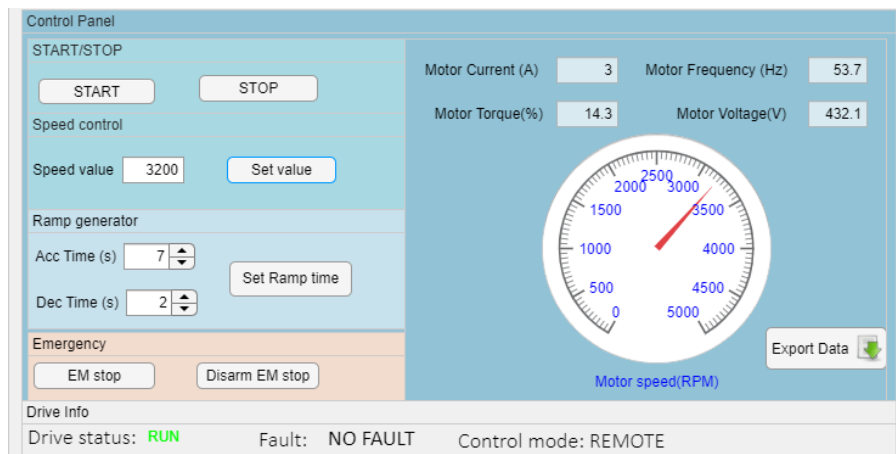 Control Panel
START/STOP
START
STOP
Speed control
Speed value 3200 Set value
Ramp generator
Acc Time (s) 7
Dec Time (s) 2
Set Ramp time
Emergency
EM stop Disarm EM stop
Motor Current (A) 3 Motor Frequency (Hz) 53.7
Motor Torque(%) 14.3 Motor Voltage(V) 432.1
0
500
1000
1500
2000
2500
3000
3500
4000
4500
5000
Motor speed(RPM)
Export Data
Drive Info
Drive status: RUN Fault: NO FAULT Control mode: REMOTE